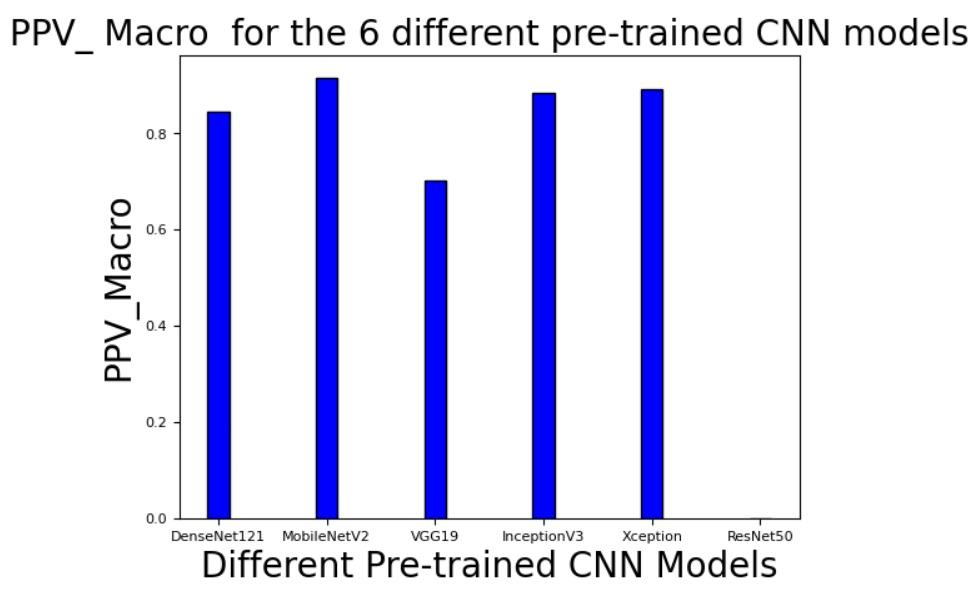 PPV_ Macro  for the 6 different pre-trained CNN models
PPV_Macro
0.8
0.6
0.4
0.2
0.0
DenseNet121 MobileNetV2 VGG19 InceptionV3 Xception ResNet50
Different Pre-trained CNN Models